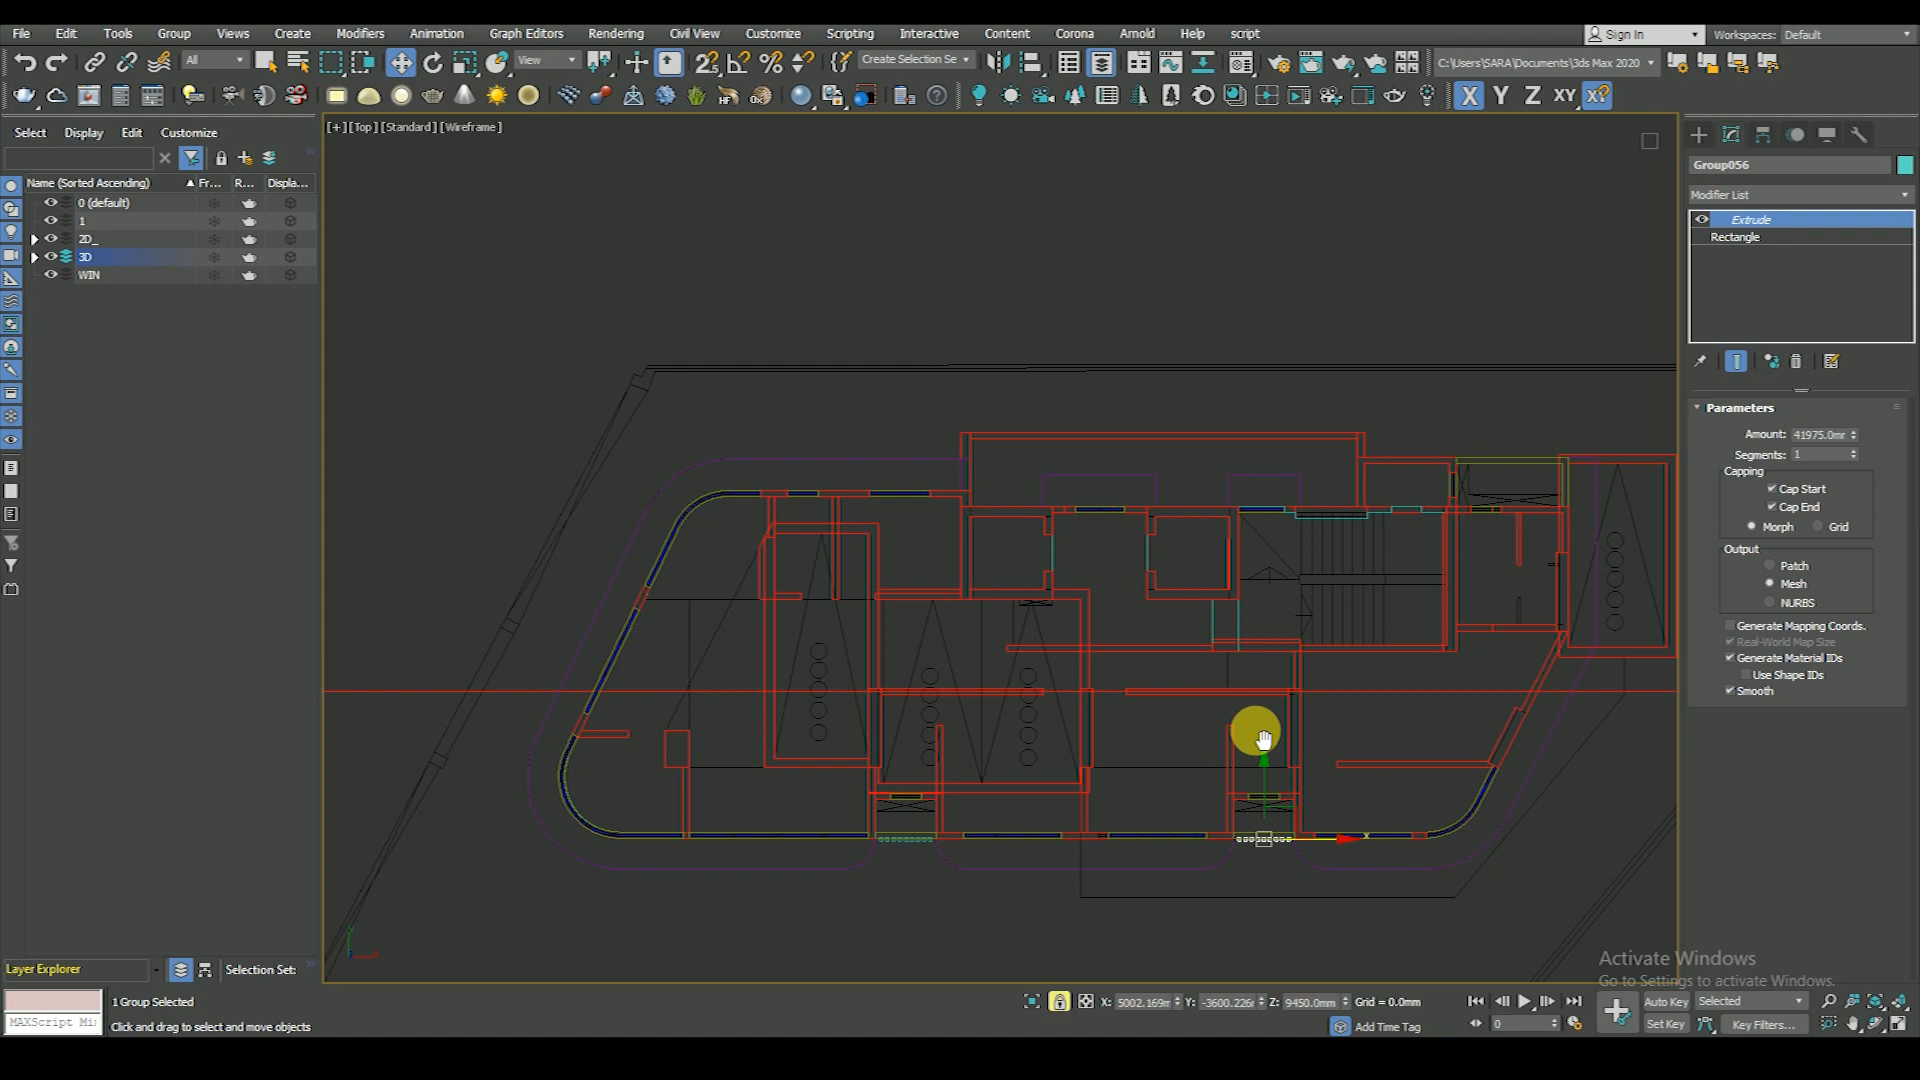 File Edit Tools Group Views Create Modifiers Animation Graph Editors Rendering Civil View Customize Scripting Interactive Content Corona Arnold Help script Sign In Workspaces: Default
All View Create Selection Se C:\Users\SARA\Documents\3ds Max 2020
X Y Z XY XY
Select Display Edit Customize
[+] [Top] [Standard] [Wireframe]
Name (Sorted Ascending) Fr... R... Displa...
0 (default)
1
2D_
3D
WIN
Group056
Modifier List
Extrude
Rectangle
Parameters
Amount: 41975.0mr
Segments: 1
Capping
Cap Start
Cap End
Morph Grid
Output
Patch
Mesh
NURBS
Generate Mapping Coords.
Real-World Map Size
Generate Material IDs
Use Shape IDs
Smooth
Activate Windows
Go to Settings to activate Windows.
Layer Explorer Selection Set:
1 Group Selected
X: 5002.169m Y: -3600.226r Z: 9450.0mm Grid = 0.0mm
Auto Key Selected
MAXScript Mi
Click and drag to select and move objects
Add Time Tag
0
Set Key Key Filters...